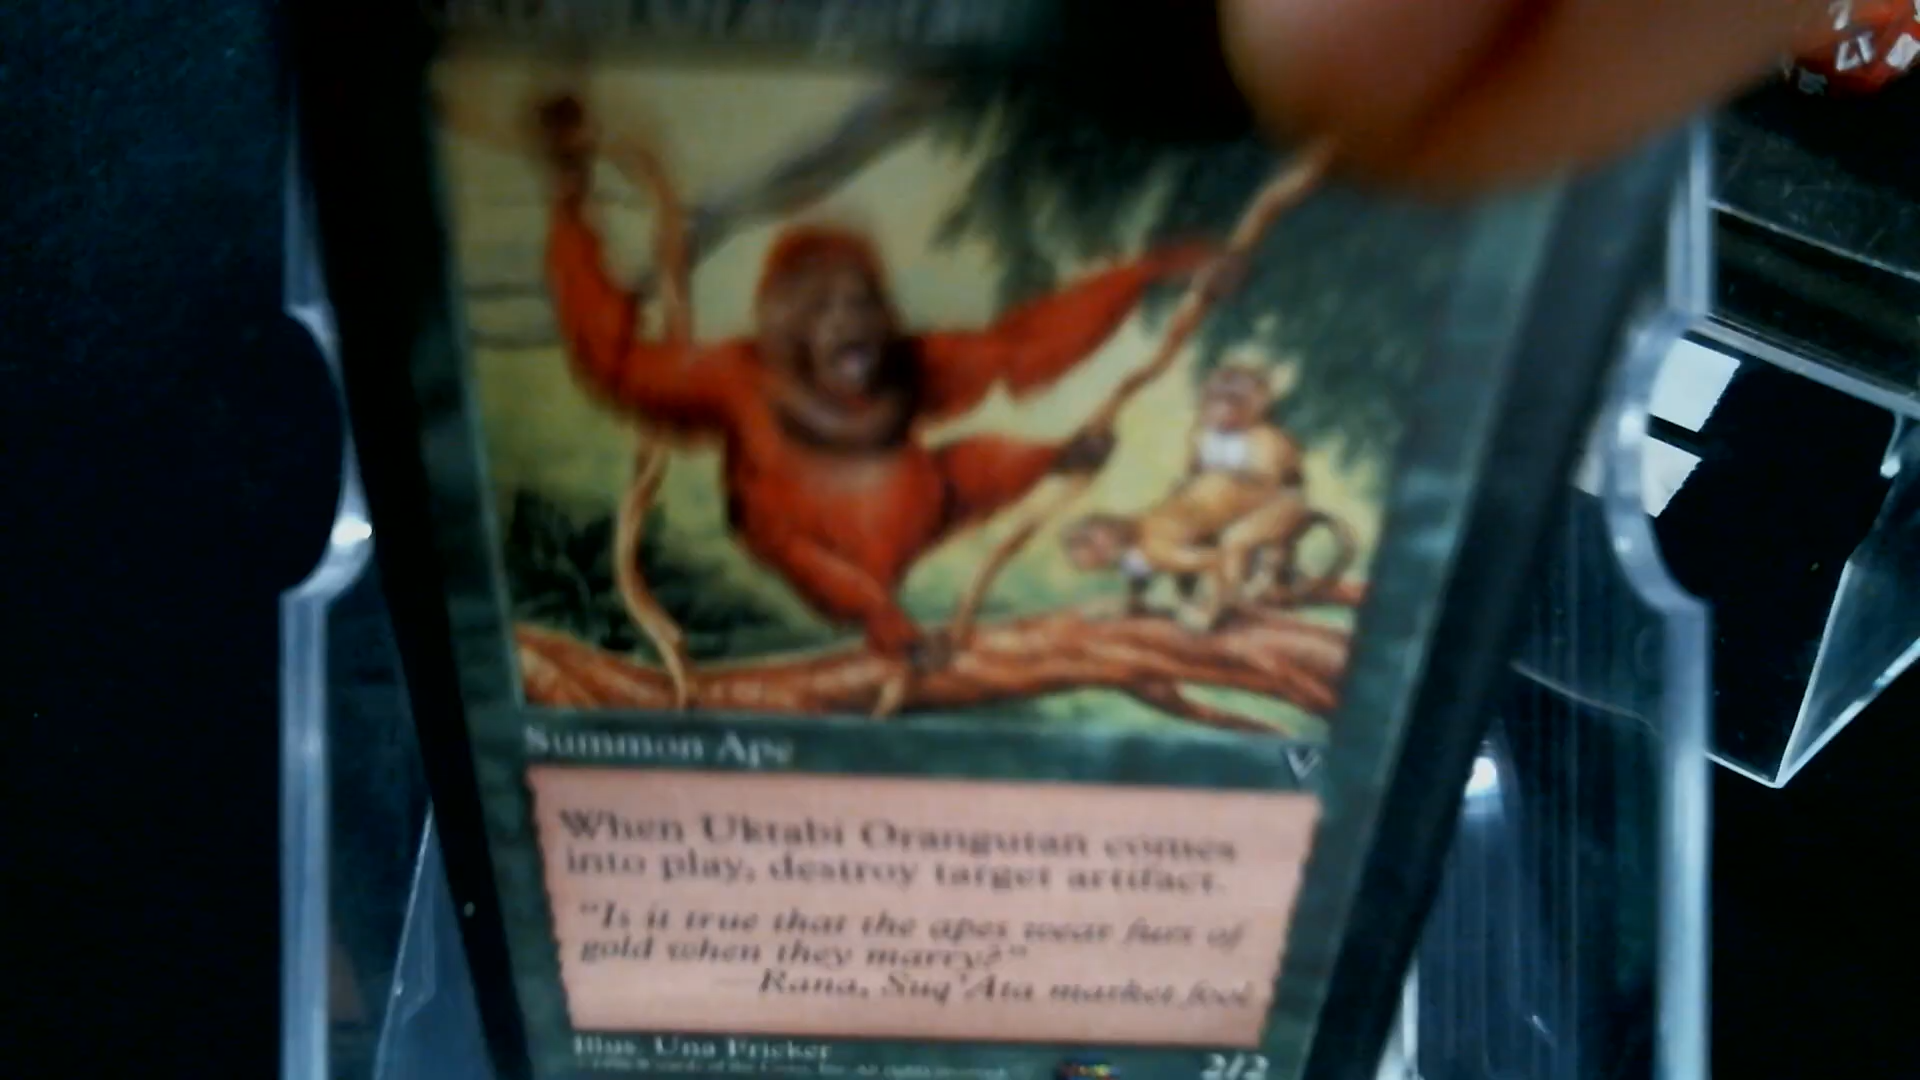 Summon Ape
When Uktabi Orangutan comes
into play, destroy target artifact.
"Is it true that the apes wear furs of
gold when they marry?"
—Rana, Suq'Ata market fool
Illus. Una Fricker
2/2